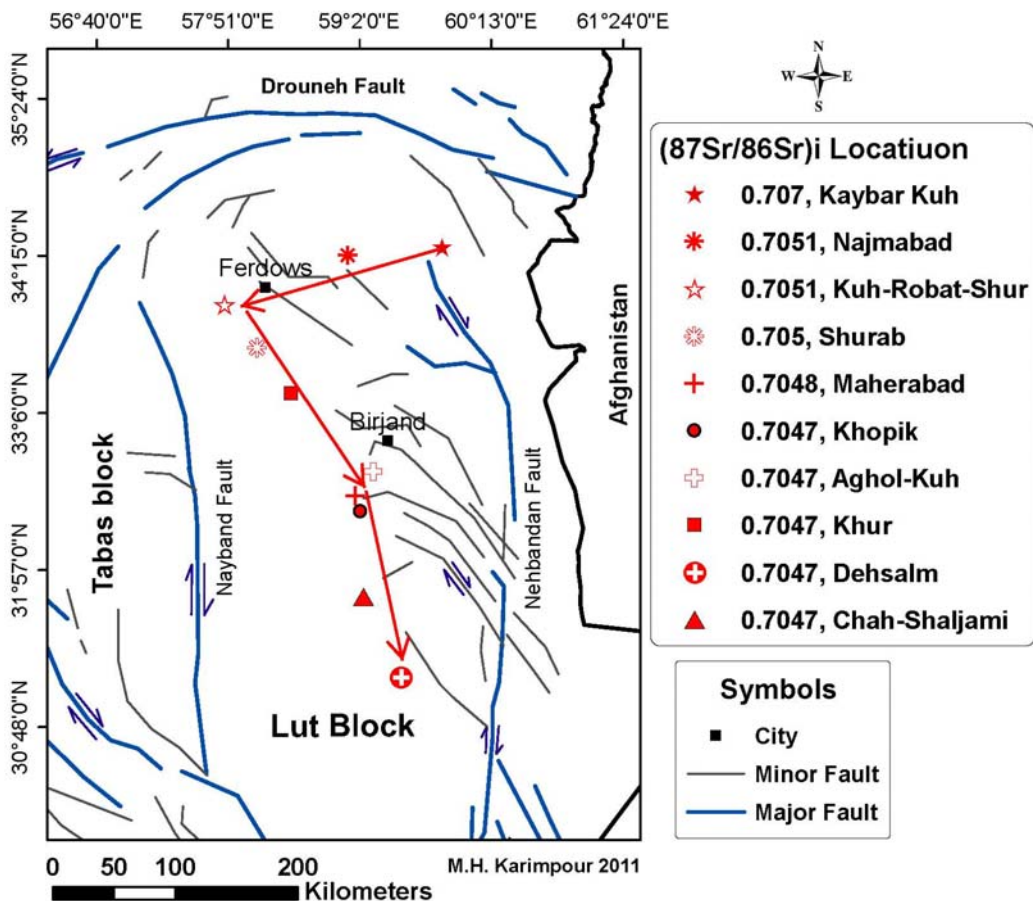 56°40'0"E 57°51'0"E 59°2'0"E 60°13'0"E 61°24'0"E
35°24'0"N
34°15'0"N
33°6'0"N
31°57'0"N
30°48'0"N
Drouneh Fault
Ferdows
Birjand
Afghanistan
Tabas block
Nayband Fault
Nehbandan Fault
Lut Block
M.H. Karimpour 2011
0 50 100 200
Kilometers
N
W E
S
(87Sr/86Sr)i Locatiuon
0.707, Kaybar Kuh
0.7051, Najmabad
0.7051, Kuh-Robat-Shur
0.705, Shurab
0.7048, Maherabad
0.7047, Khopik
0.7047, Aghol-Kuh
0.7047, Khur
0.7047, Dehsalm
0.7047, Chah-Shaljami
Symbols
City
Minor Fault
Major Fault